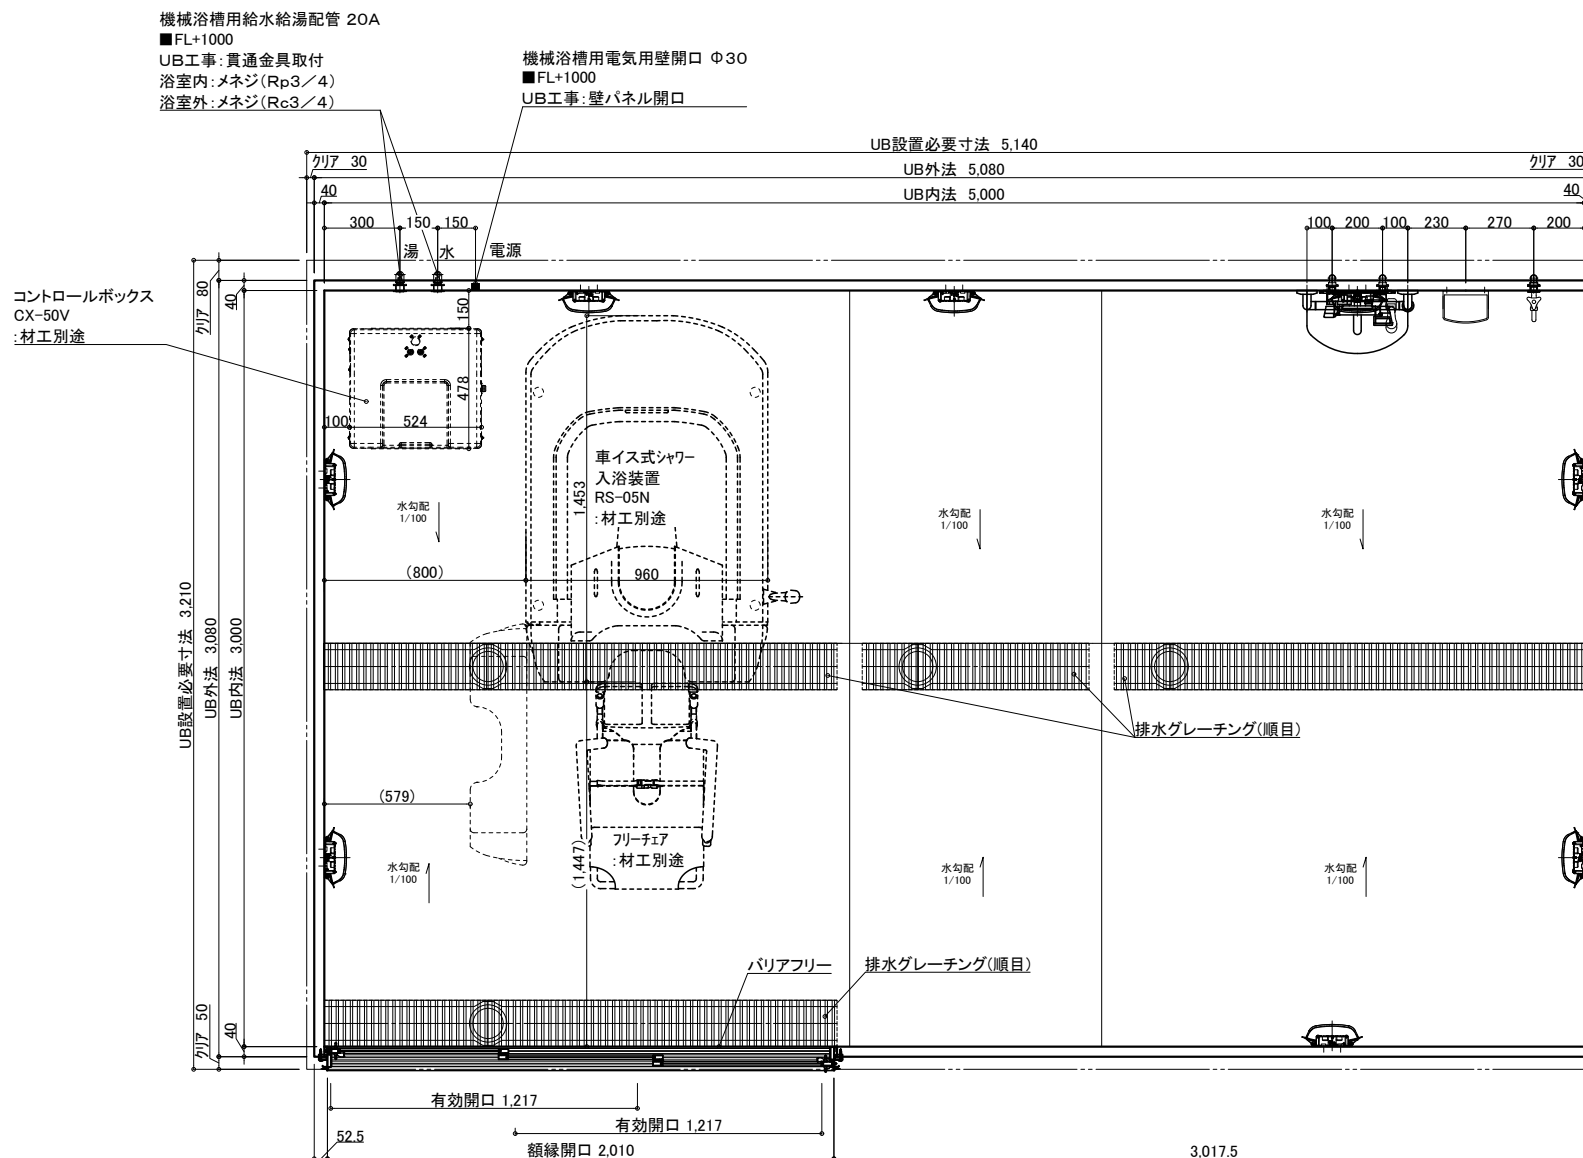 機械浴槽用給水給湯配管 20A
■FL+1000
UB工事:貫通金具取付
浴室内:メネジ(Rp3／4)
浴室外:メネジ(Rc3／4)
機械浴槽用電気用壁開口 Φ30
■FL+1000
UB工事:壁パネル開口
UB設置必要寸法 5,140
クリア 30
クリア 30
UB外法 5,080
40
40
UB内法 5,000
300
150
150
100
200
100
230
270
200
湯
水
電源
コントロールボックス
CX-50V
:材工別途
クリア 80
40
150
478
100
524
車イス式シャワー
入浴装置
RS-05N
:材工別途
1,453
水勾配
1/100
水勾配
1/100
水勾配
1/100
(800)
960
UB設置必要寸法 3,210
UB外法 3,080
UB内法 3,000
排水グレーチング(順目)
(579)
フリーチェア
:材工別途
(1,447)
水勾配
1/100
水勾配
1/100
水勾配
1/100
バリアフリー
排水グレーチング(順目)
クリア 50
40
有効開口 1,217
有効開口 1,217
52.5
額縁開口 2,010
3,017.5